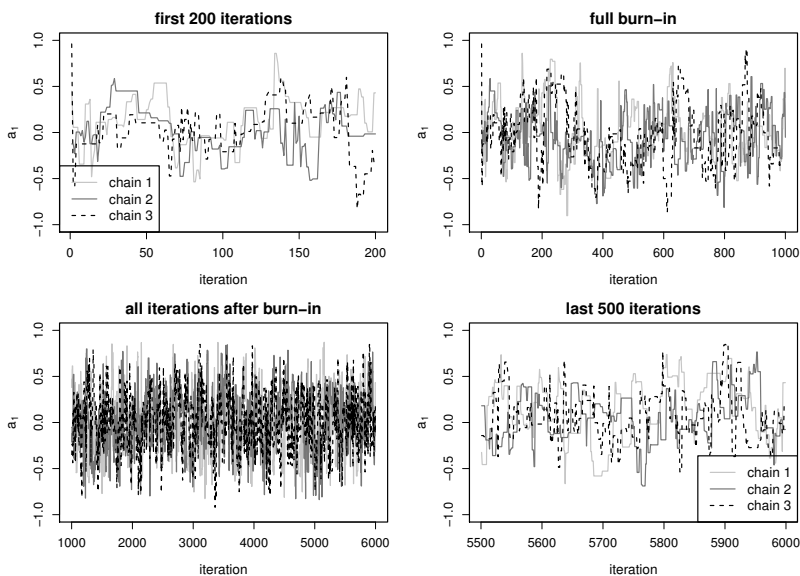 first 200 iterations
1.0
0.5
0.0
−0.5
−1.0
a1
chain 1
chain 2
chain 3
0 50 100 150 200
iteration
full burn−in
1.0
0.5
0.0
−0.5
−1.0
a1
0 200 400 600 800 1000
iteration
all iterations after burn−in
1.0
0.5
0.0
−0.5
−1.0
a1
1000 2000 3000 4000 5000 6000
iteration
last 500 iterations
1.0
0.5
0.0
−0.5
−1.0
a1
chain 1
chain 2
chain 3
5500 5600 5700 5800 5900 6000
iteration